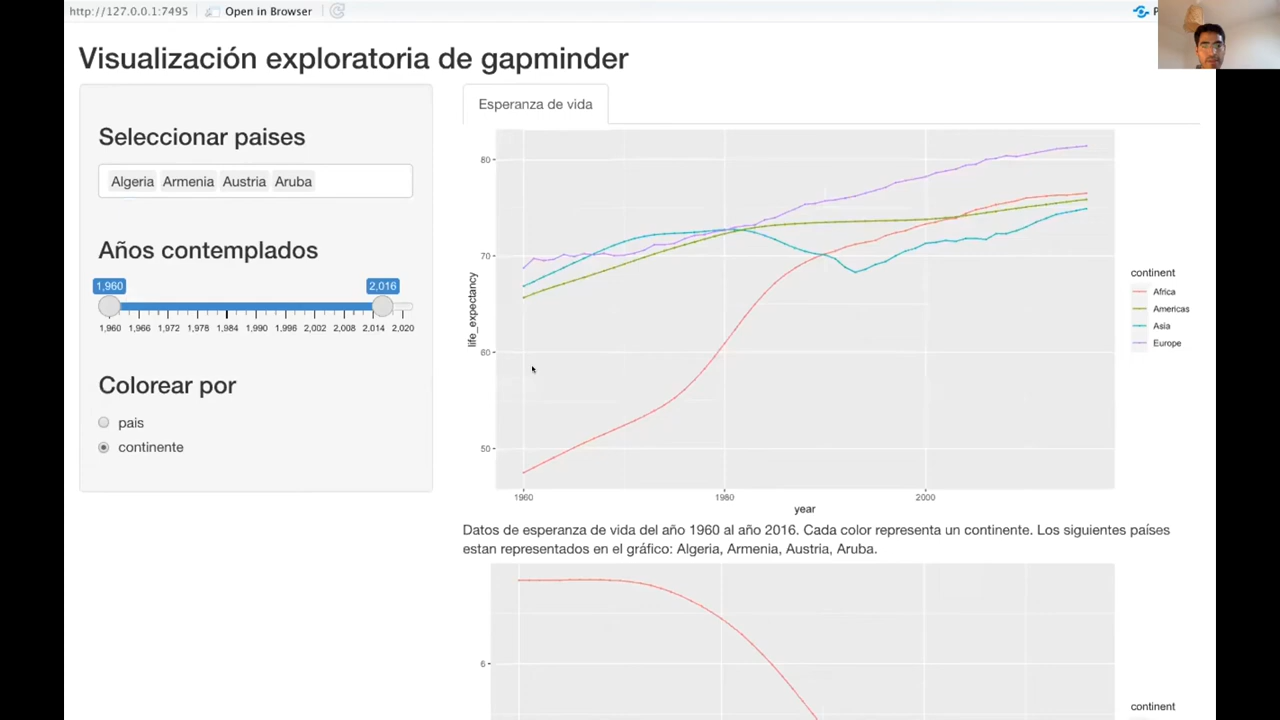 http://127.0.0.1:7495 Open in Browser
Visualización exploratoria de gapminder
Seleccionar paises
Algeria Armenia Austria Aruba
Años contemplados
1,960 2,016
1,960 1,966 1,972 1,978 1,984 1,990 1,996 2,002 2,008 2,014 2,020
Colorear por
pais
continente
Esperanza de vida
80
70
60
50
life_expectancy
1960 1980 2000
year
continent
Africa
Americas
Asia
Europe
Datos de esperanza de vida del año 1960 al año 2016. Cada color representa un continente. Los siguientes países
estan representados en el gráfico: Algeria, Armenia, Austria, Aruba.
6
continent